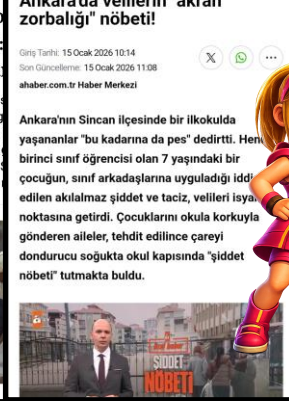 Ankara'da velilerin "akran
zorbalığı" nöbeti!
Giriş Tarihi: 15 Ocak 2026 10:14
Son Güncelleme: 15 Ocak 2026 11:08
ahaber.com.tr Haber Merkezi
Ankara'nın Sincan ilçesinde bir ilkokulda
yaşananlar "bu kadarına da pes" dedirtti.
birinci sınıf öğrencisi olan 7 yaşındaki bir
çocuğun, sınıf arkadaşlarına uyguladığı
edilen akılalmaz şiddet ve taciz, velileri
noktasına getirdi. Çocuklarını okula korkuyla
gönderen aileler, tehdit edilince çareyi
dondurucu soğukta okul kapısında "şiddet
nöbeti" tutmakta buldu.
ŞİDDET
NÖBETİ